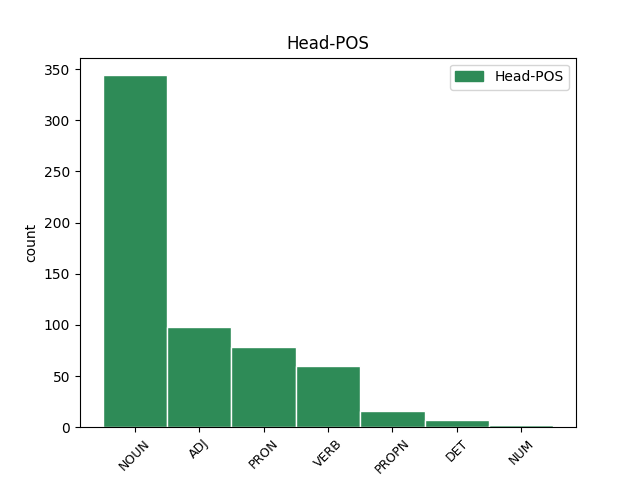 Head-POS
Head-POS
count
350
300
250
200
150
100
50
0
NOUN
ADJ
PRON
VERB
PROPN
DET
NUM